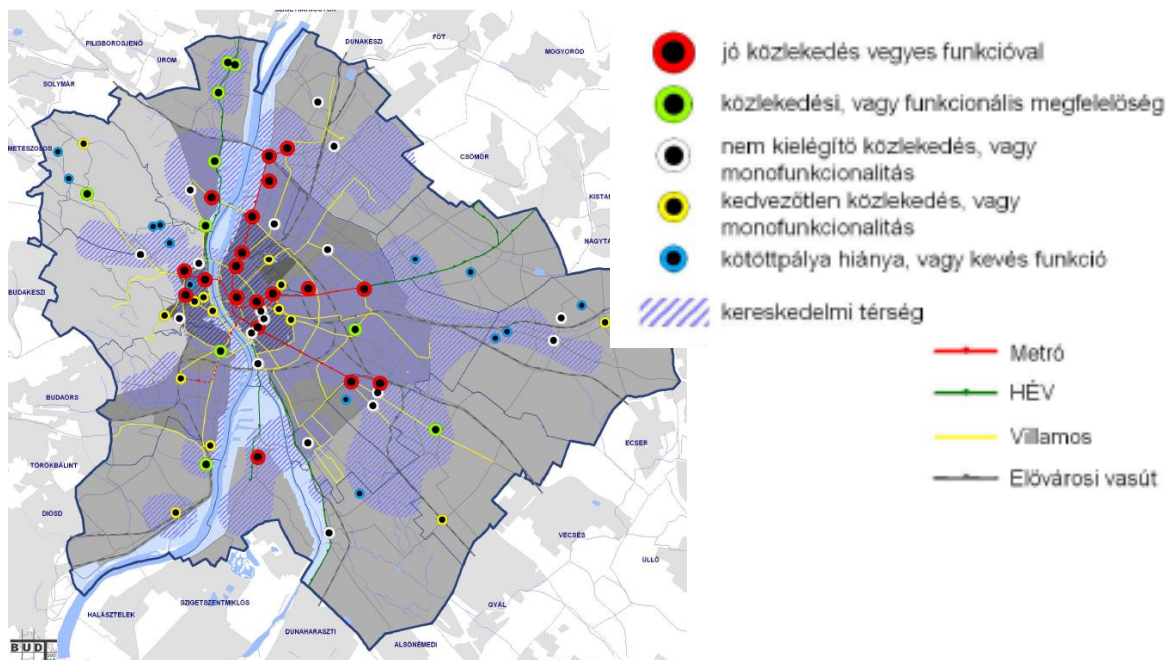 PILISBOROSJENŐ
ÜRÖM
DUNAKESZI
FÓT
MOGYORÓD
SOLYMÁR
CSÖMÖR
BUDAKESZI
BUDAÖRS
TÖRÖKBÁLINT
DIÓSD
ECSER
VECSÉS
ÜLLŐ
HALÁSZTELEK
SZIGETSZENTMIKLÓS
GYÁL
DUNAHARASZTI
ALSÓNÉMEDI
BUD
jó közlekedés vegyes funkcióval
közlekedési, vagy funkcionális megfelelőség
nem kielégítő közlekedés, vagy
monofunkcionalitás
kedvezőtlen közlekedés, vagy
monofunkcionalitás
kötöttpálya hiánya, vagy kevés funkció
kereskedelmi térség
Metró
HÉV
Villamos
Elővárosi vasút